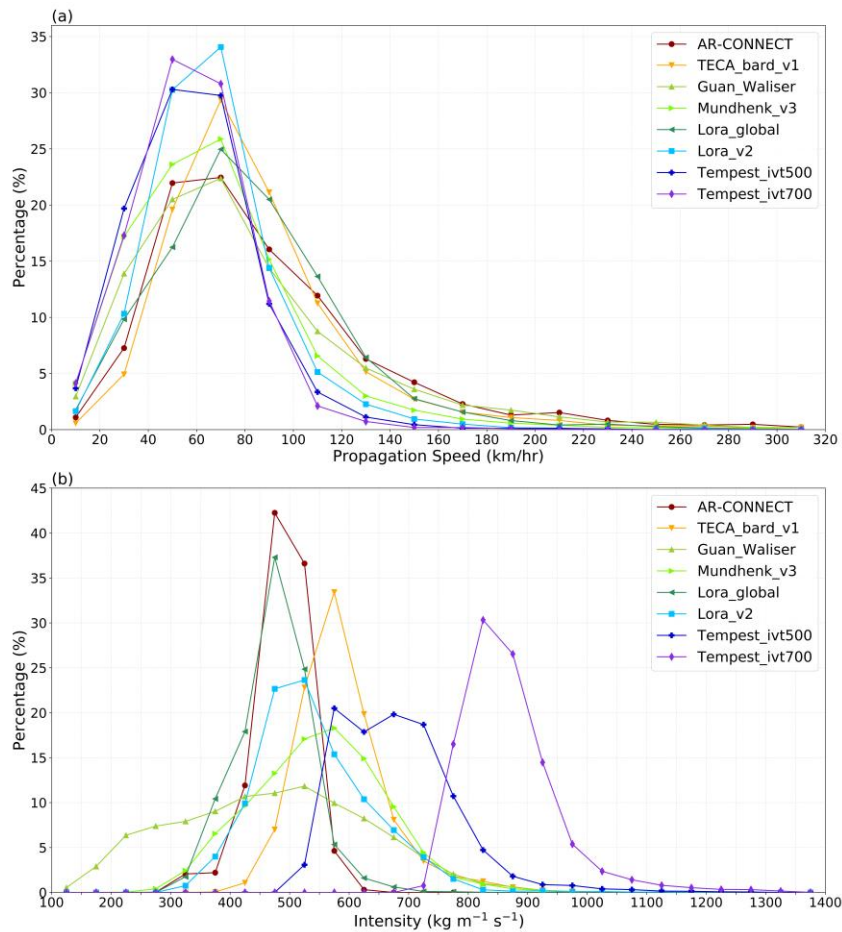 (a)
Percentage (%)
35
30
25
20
15
10
5
0
0 20 40 60 80 100 120 140 160 180 200 220 240 260 280 300 320
Propagation Speed (km/hr)
AR-CONNECT
TECA_bard_v1
Guan_Waliser
Mundhenk_v3
Lora_global
Lora_v2
Tempest_ivt500
Tempest_ivt700
(b)
Percentage (%)
45
40
35
30
25
20
15
10
5
0
100 200 300 400 500 600 700 800 900 1000 1100 1200 1300 1400
Intensity (kg m⁻¹ s⁻¹)
AR-CONNECT
TECA_bard_v1
Guan_Waliser
Mundhenk_v3
Lora_global
Lora_v2
Tempest_ivt500
Tempest_ivt700